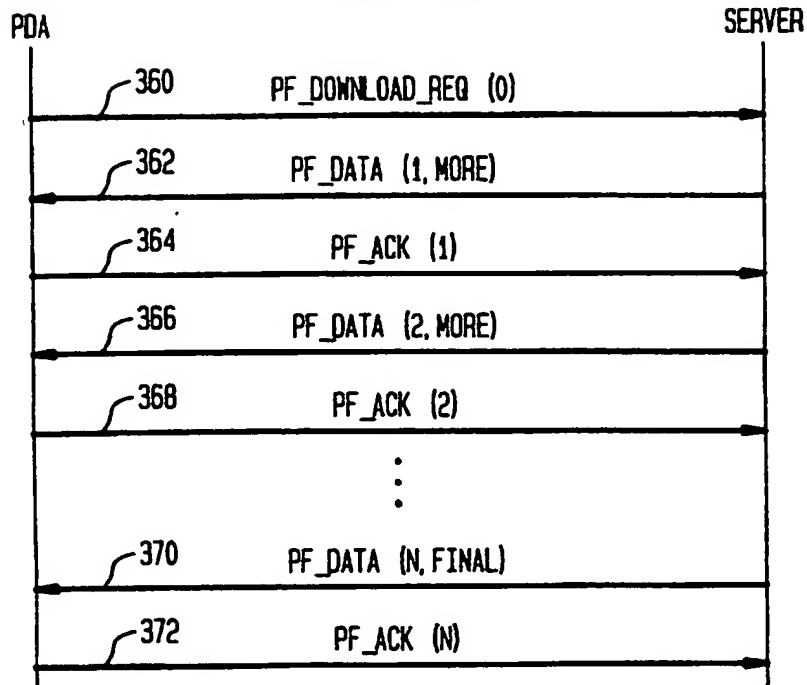 PDA SERVER
360 PF_DOWNLOAD_REQ (0)
362 PF_DATA (1, MORE)
364 PF_ACK (1)
366 PF_DATA (2, MORE)
368 PF_ACK (2)
370 PF_DATA (N, FINAL)
372 PF_ACK (N)